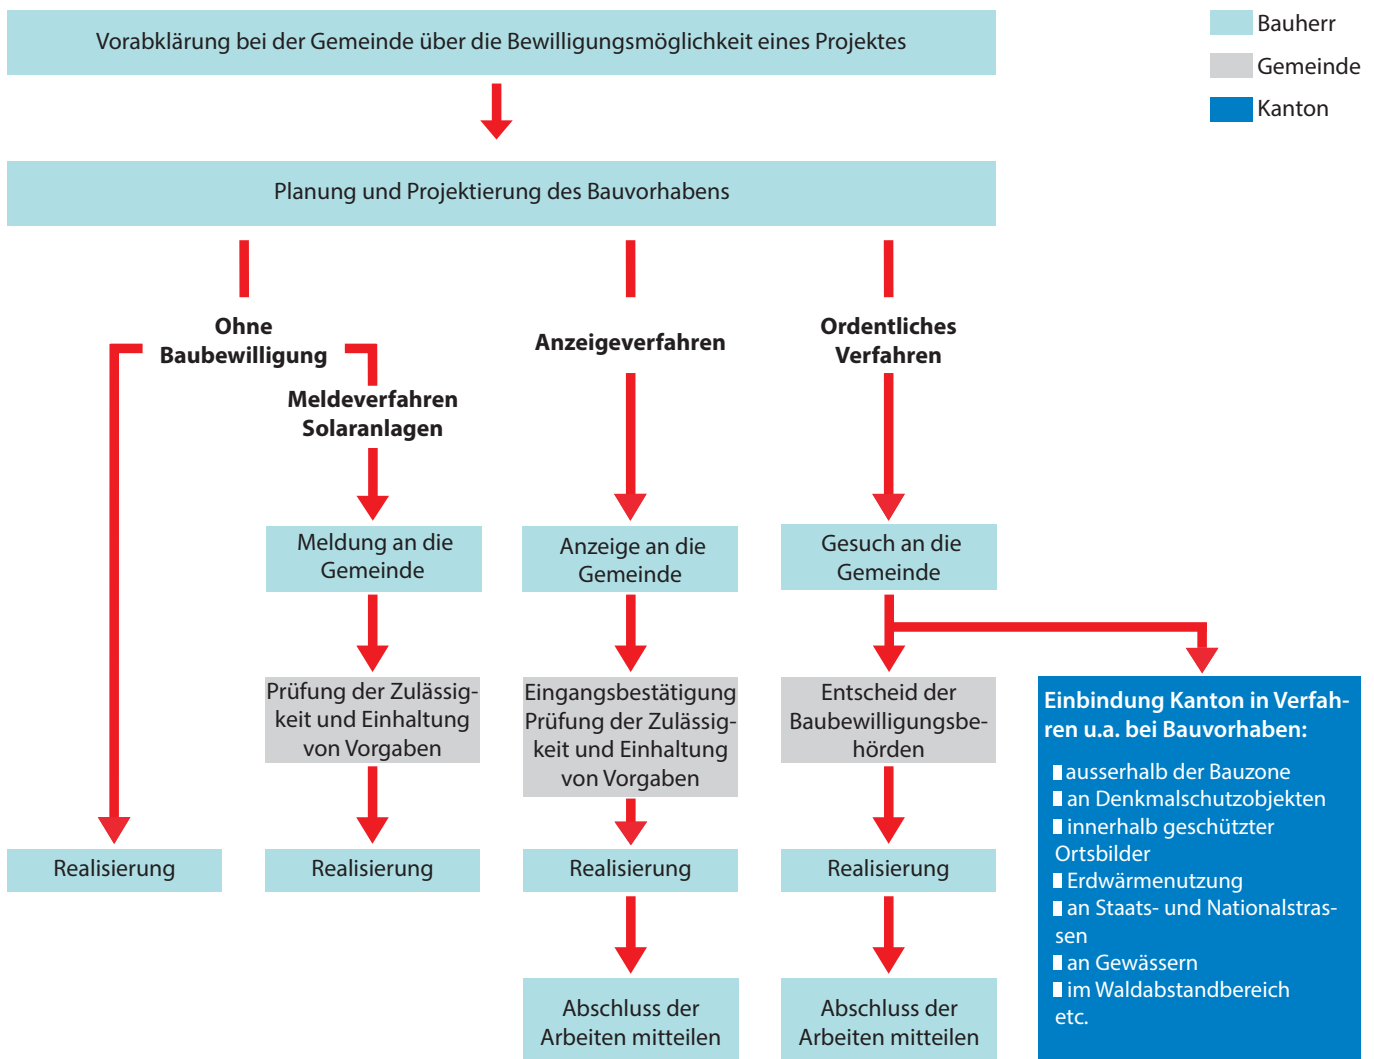 Vorabklärung bei der Gemeinde über die Bewilligungsmöglichkeit eines Projektes
Bauherr
Gemeinde
Kanton
Planung und Projektierung des Bauvorhabens
Ohne
Baubewilligung
Meldeverfahren
Solaranlagen
Anzeigeverfahren
Ordentliches
Verfahren
Meldung an die
Gemeinde
Anzeige an die
Gemeinde
Gesuch an die
Gemeinde
Prüfung der Zulässig-
keit und Einhaltung
von Vorgaben
Eingangsbestätigung
Prüfung der Zulässig-
keit und Einhaltung
von Vorgaben
Entscheid der
Baubewilligungsbe-
hörden
Einbindung Kanton in Verfah-
ren u.a. bei Bauvorhaben:
ausserhalb der Bauzone
an Denkmalschutzobjekten
innerhalb geschützter
Ortsbilder
Erdwärmenutzung
an Staats- und Nationalstras-
sen
an Gewässern
im Waldabstandbereich
etc.
Realisierung
Realisierung
Realisierung
Realisierung
Abschluss der
Arbeiten mitteilen
Abschluss der
Arbeiten mitteilen